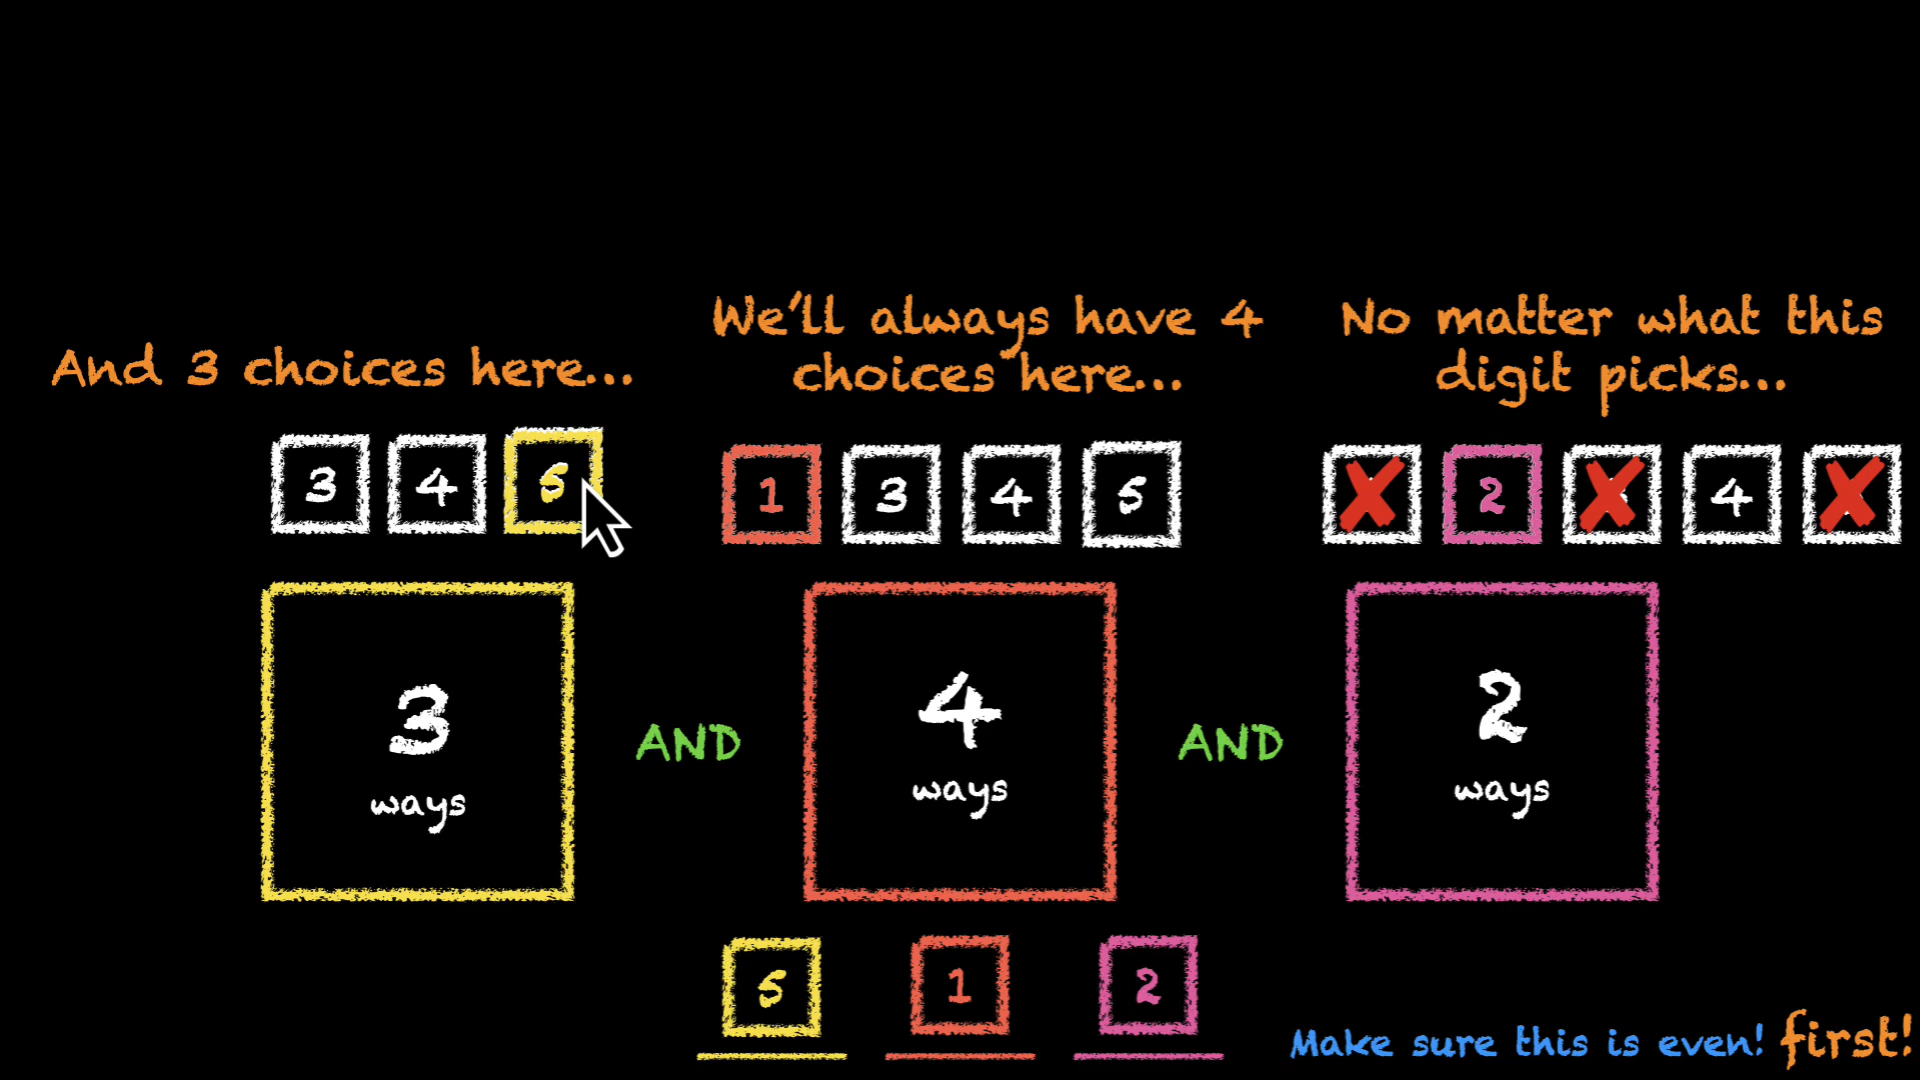 And 3 choices here...
We'll always have 4
choices here...
No matter what this
digit picks...
3 4 5
1 3 4 5
2 4
3
ways
AND
4
ways
AND
2
ways
5 1 2
Make sure this is even! first!